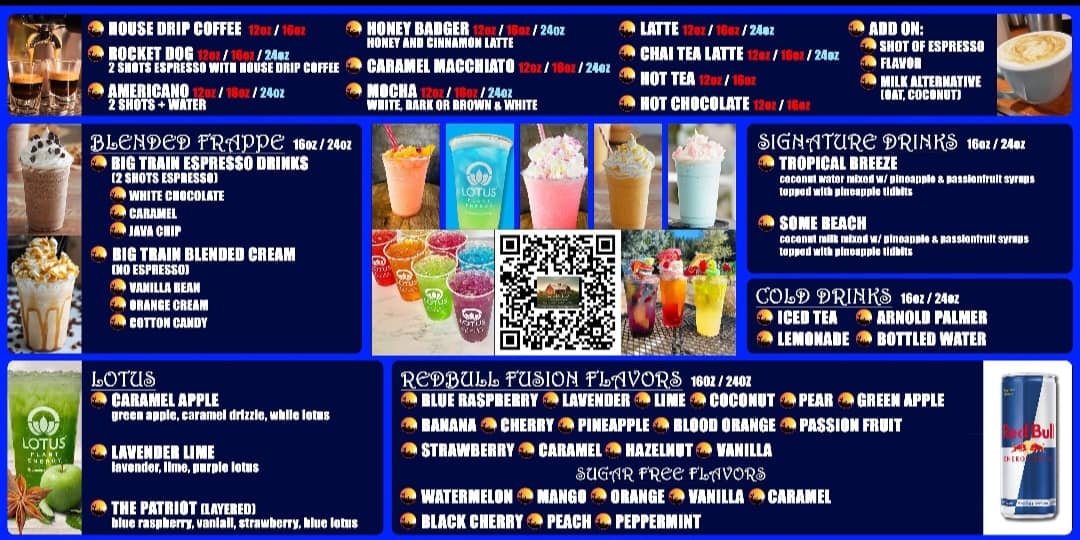 HOUSE DRIP COFFEE 12oz / 16oz
ROCKET DOG 12oz / 16oz / 24oz
2 SHOTS ESPRESSO WITH HOUSE DRIP COFFEE
AMERICANO 12oz / 16oz / 24oz
2 SHOTS + WATER
HONEY BADGER 12oz / 16oz / 24oz
HONEY AND CINNAMON LATTE
CARAMEL MACCHIATO 12oz / 16oz / 24oz
MOCHA 12oz / 16oz / 24oz
WHITE, DARK OR BROWN & WHITE
LATTE 12oz / 16oz / 24oz
CHAI TEA LATTE 12oz / 16oz / 24oz
HOT TEA 12oz / 16oz
HOT CHOCOLATE 12oz / 16oz
ADD ON:
SHOT OF ESPRESSO
FLAVOR
MILK ALTERNATIVE
(OAT, COCONUT)
BLENDED FRAPPE 16oz / 24oz
BIG TRAIN ESPRESSO DRINKS
(2 SHOTS ESPRESSO)
WHITE CHOCOLATE
CARAMEL
JAVA CHIP
BIG TRAIN BLENDED CREAM
(NO ESPRESSO)
VANILLA BEAN
ORANGE CREAM
COTTON CANDY
LOTUS
PLANT
ENERGY
LOTUS
LOTUS
LOTUS
LOTUS
SIGNATURE DRINKS 16oz / 24oz
TROPICAL BREEZE
coconut water mixed w/ pineapple & passionfruit syrups
topped with pineapple tidbits
SOME BEACH
coconut milk mixed w/ pineapple & passionfruit syrups
topped with pineapple tidbits
COLD DRINKS 16oz / 24oz
ICED TEA ARNOLD PALMER
LEMONADE BOTTLED WATER
LOTUS
PLANT
ENERGY
LOTUS
CARAMEL APPLE
green apple, caramel drizzle, while lotus
LAVENDER LIME
lavender, lime, purple lotus
THE PATRIOT (LAYERED)
blue raspberry, vanlall, strawberry, blue lotus
REDBULL FUSION FLAVORS 16OZ / 24OZ
BLUE RASPBERRY LAVENDER LIME COCONUT PEAR GREEN APPLE
BANANA CHERRY PINEAPPLE BLOOD ORANGE PASSION FRUIT
STRAWBERRY CARAMEL HAZELNUT VANILLA
SUGAR FREE FLAVORS
WATERMELON MANGO ORANGE VANILLA CARAMEL
BLACK CHERRY PEACH PEPPERMINT
Red Bull